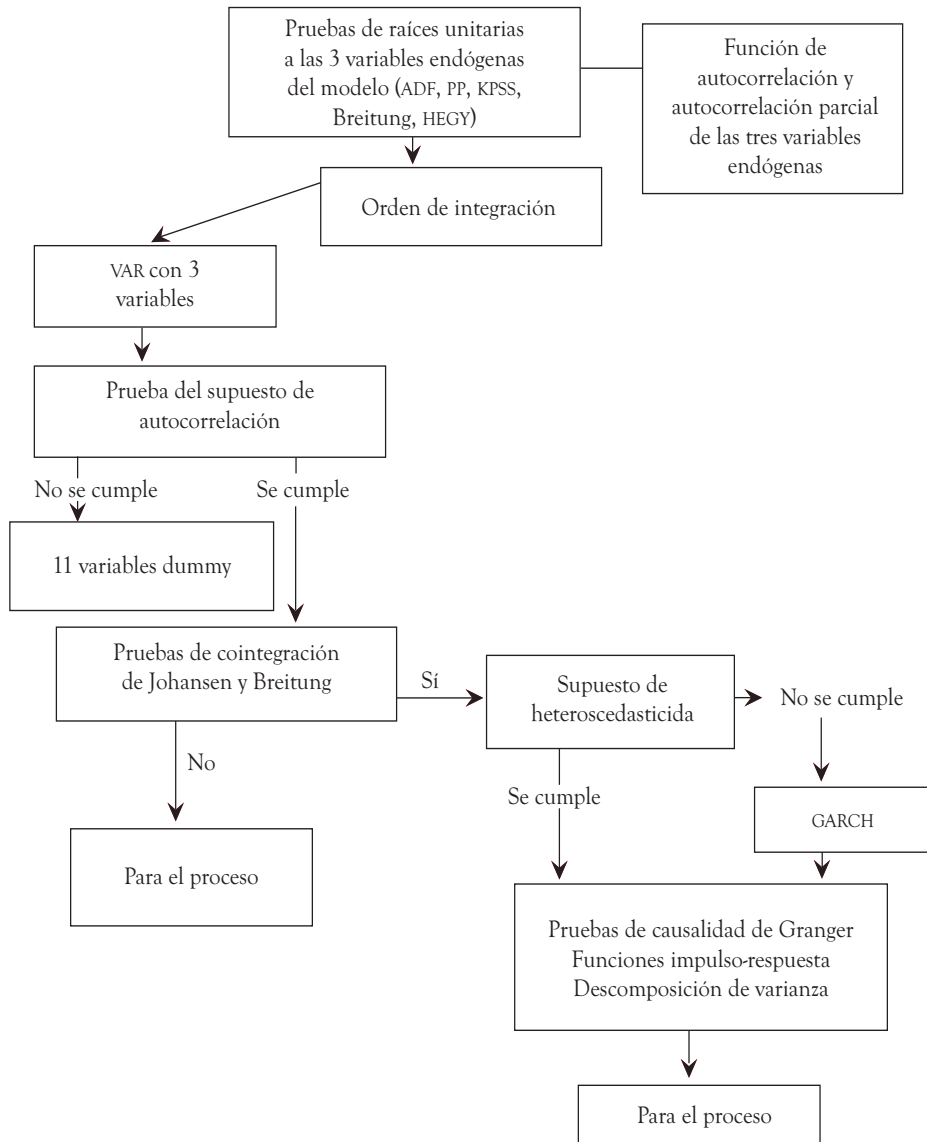 Pruebas de raíces unitarias
a las 3 variables endógenas
del modelo (ADF, PP, KPSS,
Breitung, HEGY)
Función de
autocorrelación y
autocorrelación parcial
de las tres variables
endógenas
Orden de integración
VAR con 3
variables
Prueba del supuesto de
autocorrelación
No se cumple
Se cumple
11 variables dummy
Pruebas de cointegración
de Johansen y Breitung
Sí
Supuesto de
heteroscedasticida
No se cumple
No
Se cumple
GARCH
Para el proceso
Pruebas de causalidad de Granger
Funciones impulso-respuesta
Descomposición de varianza
Para el proceso